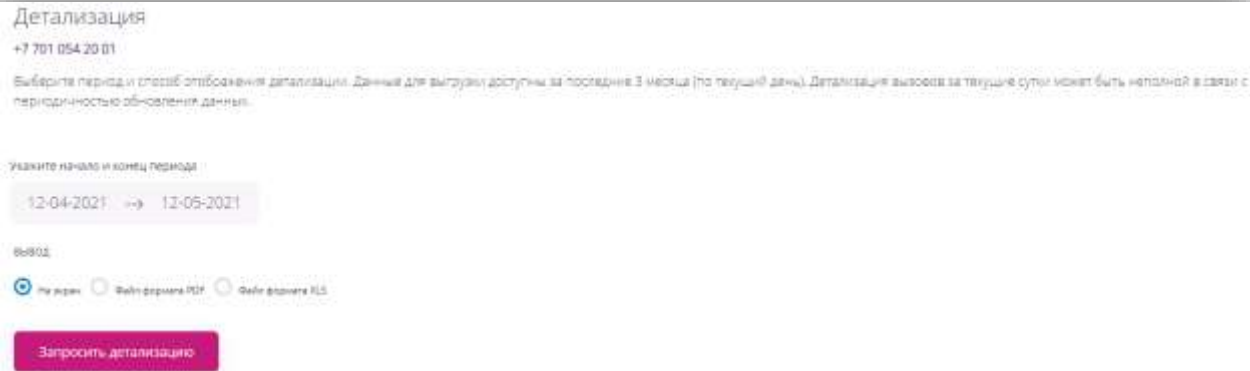 Детализация
+7 701 054 20 01
Выберите период и способ отображения детализации. Данные для выгрузки доступны за последние 3 месяца (по текущий день). Детализация вызовов за текущие сутки может быть неполной в связи с
периодичностью обновления данных.
Укажите начало и конец периода
12-04-2021 --> 12-05-2021
ВЫВОД
На экран Файл формата PDF Файл формата XLS
Запросить детализацию